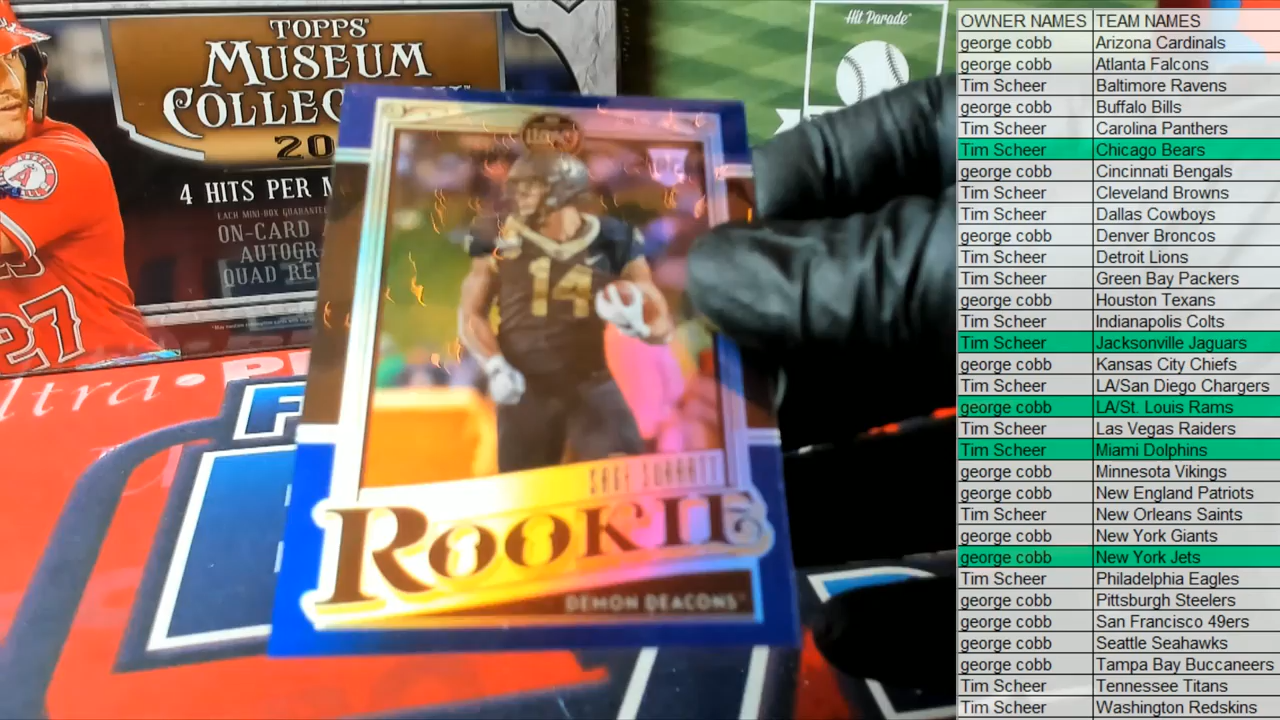 TOPPS
MUSEUM
COLLEC
20
4 HITS PER M
EACH MINI-BOX GUARANTE
ON-CARD A
AUTOGR
QUAD REL
A
27
ltra
F
Hit Parade
14
ROOKIE
DEMON DEACONS
OWNER NAMES TEAM NAMES
george cobb Arizona Cardinals
george cobb Atlanta Falcons
Tim Scheer Baltimore Ravens
george cobb Buffalo Bills
Tim Scheer Carolina Panthers
Tim Scheer Chicago Bears
george cobb Cincinnati Bengals
Tim Scheer Cleveland Browns
Tim Scheer Dallas Cowboys
george cobb Denver Broncos
Tim Scheer Detroit Lions
Tim Scheer Green Bay Packers
george cobb Houston Texans
Tim Scheer Indianapolis Colts
Tim Scheer Jacksonville Jaguars
george cobb Kansas City Chiefs
Tim Scheer LA/San Diego Chargers
george cobb LA/St. Louis Rams
Tim Scheer Las Vegas Raiders
Tim Scheer Miami Dolphins
george cobb Minnesota Vikings
george cobb New England Patriots
Tim Scheer New Orleans Saints
george cobb New York Giants
george cobb New York Jets
Tim Scheer Philadelphia Eagles
george cobb Pittsburgh Steelers
george cobb San Francisco 49ers
george cobb Seattle Seahawks
george cobb Tampa Bay Buccaneers
Tim Scheer Tennessee Titans
Tim Scheer Washington Redskins